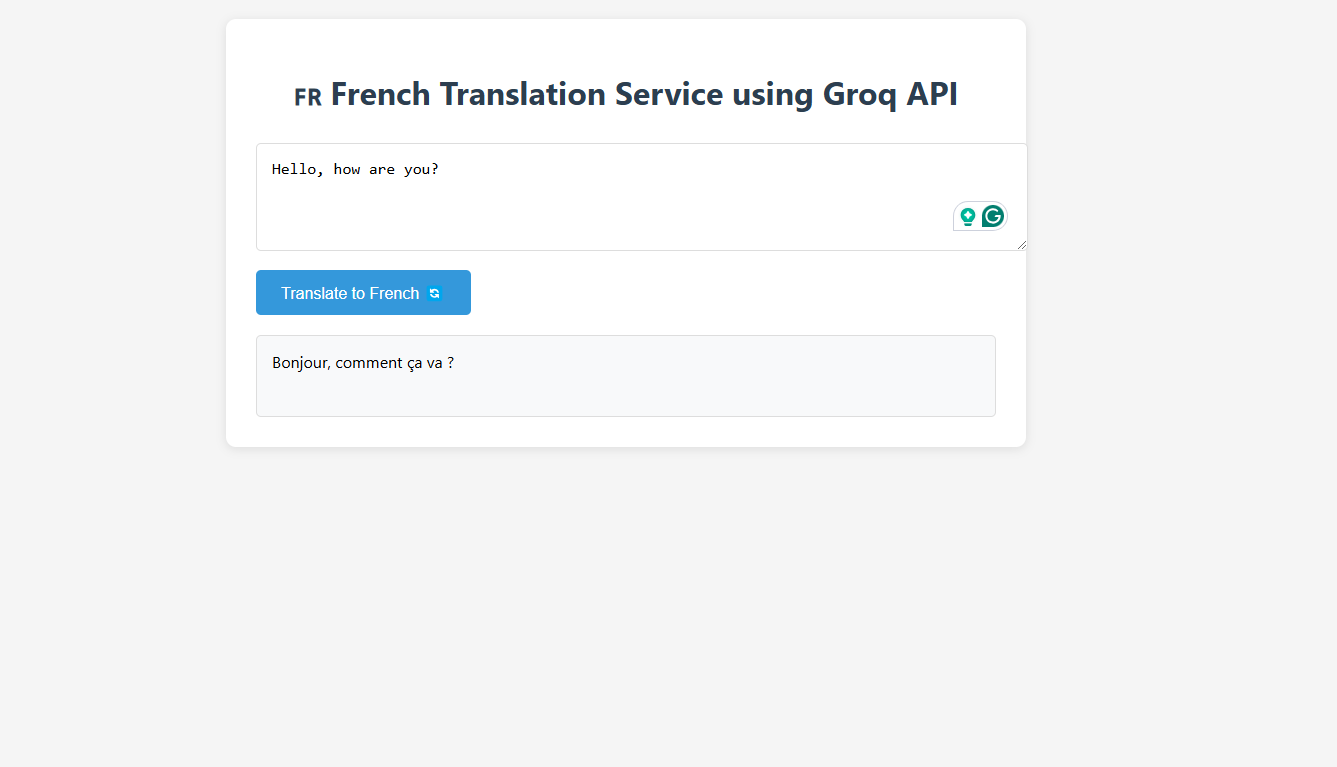 FR French Translation Service using Groq API
Hello, how are you?
Translate to French
Bonjour, comment ça va ?